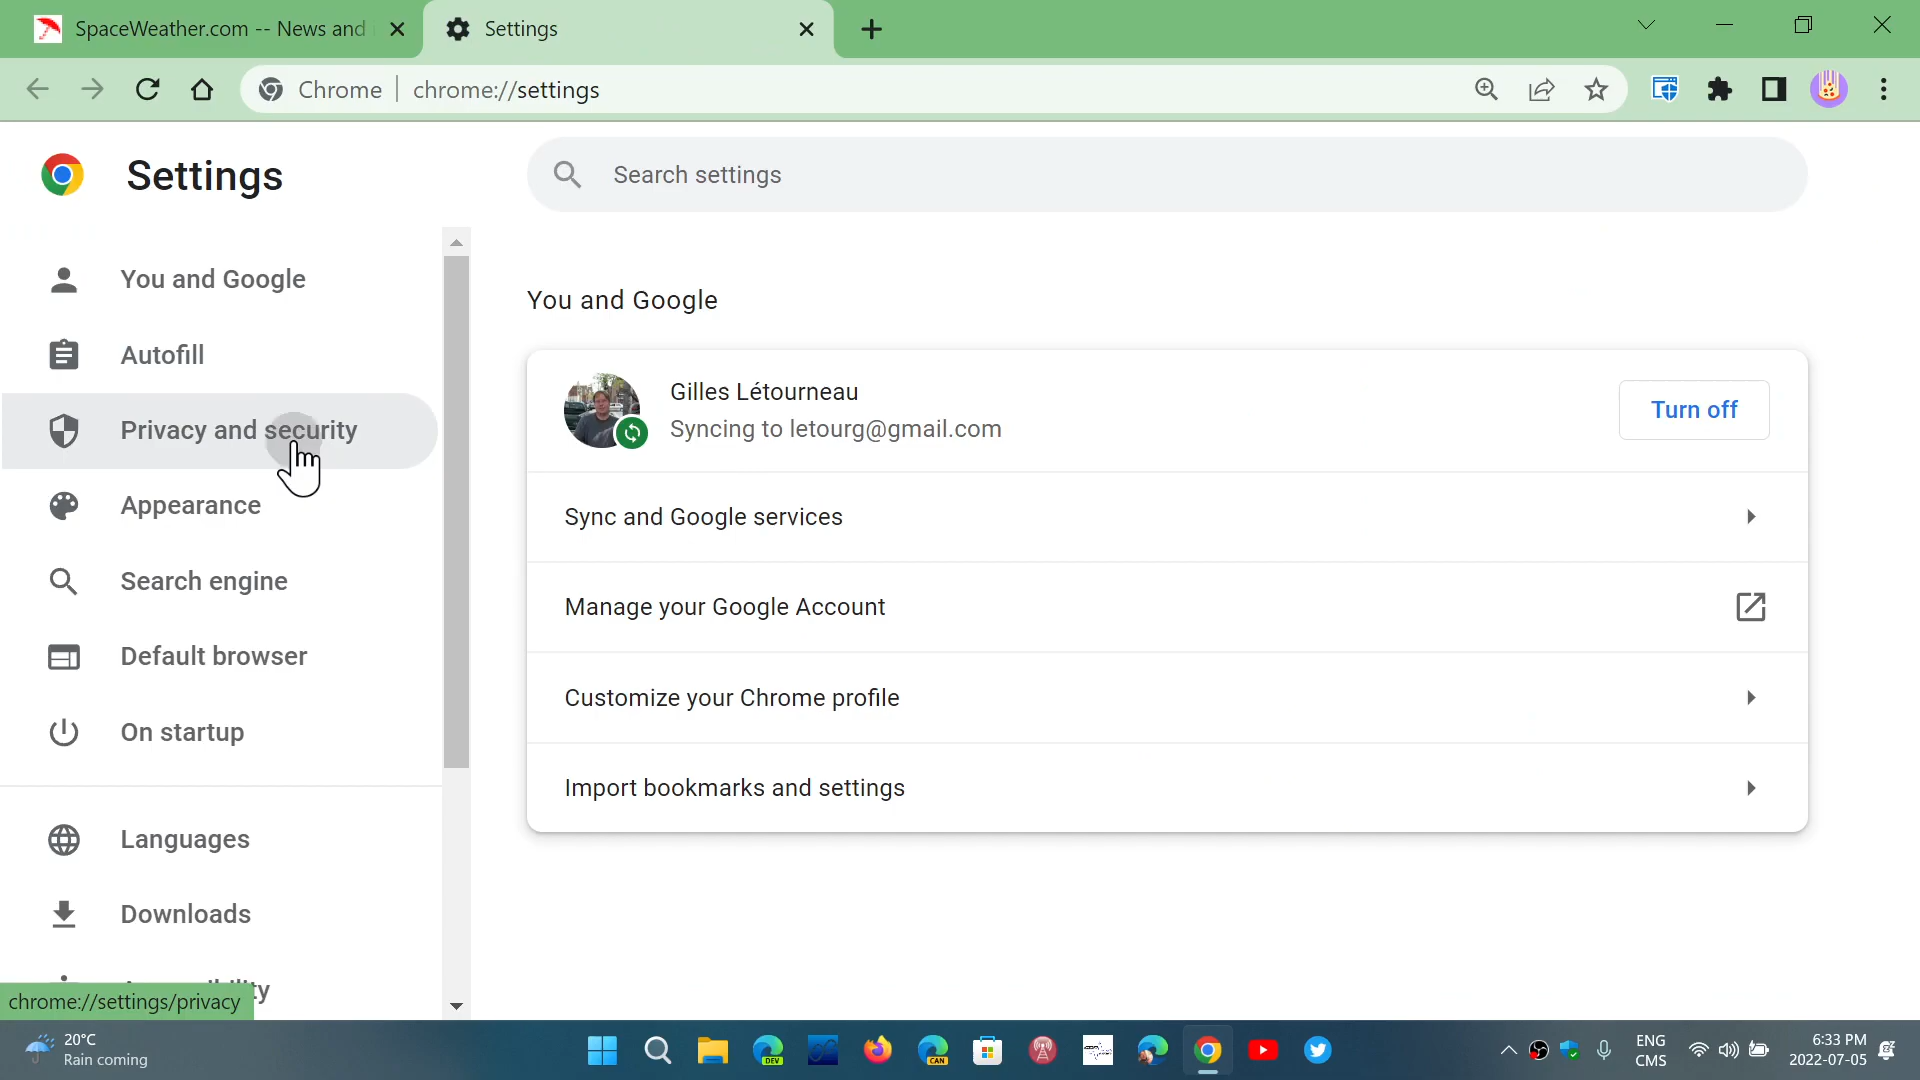 SpaceWeather.com -- News and
Settings
Chrome
chrome://settings
Settings
Search settings
You and Google
Autofill
Privacy and security
Appearance
Search engine
Default browser
On startup
Languages
Downloads
chrome://settings/privacy
You and Google
Gilles Létourneau
Syncing to letourg@gmail.com
Turn off
Sync and Google services
Manage your Google Account
Customize your Chrome profile
Import bookmarks and settings
20°C
Rain coming
DEV
CAN
ENG
CMS
6:33 PM
2022-07-05